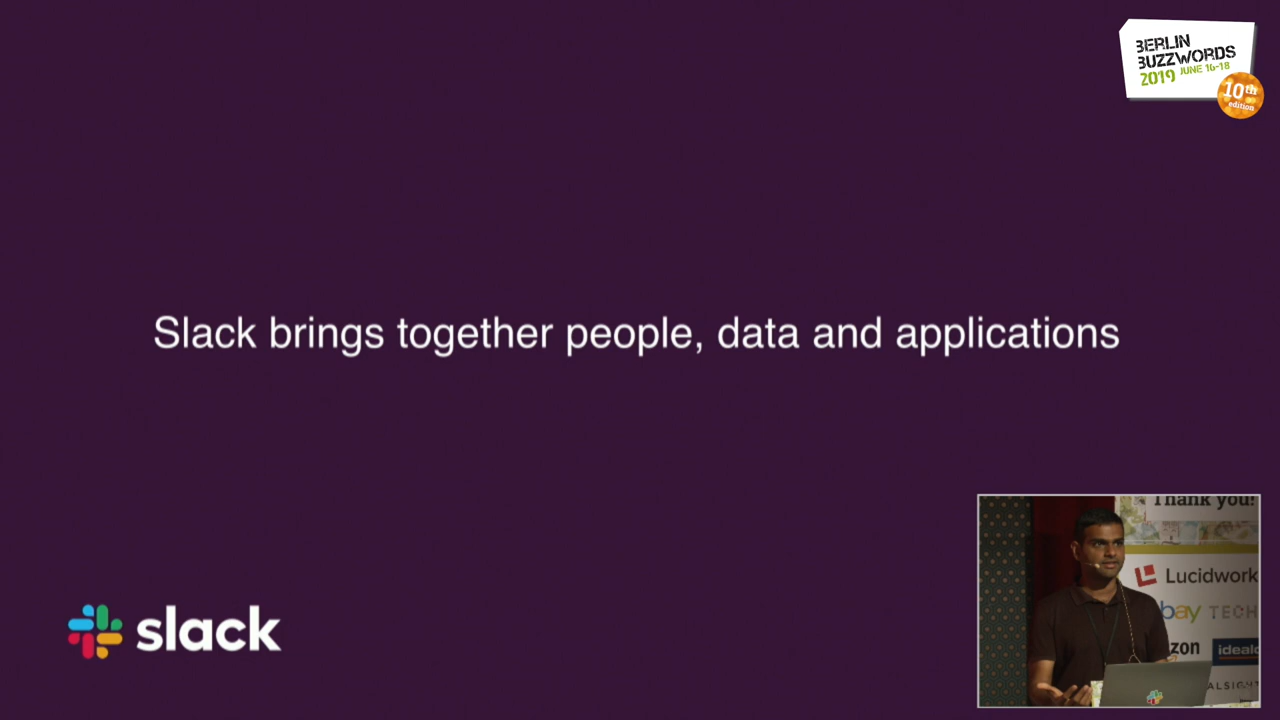 BERLIN
BUZZWORDS
2019 JUNE 16-18
10th
edition
Slack brings together people, data and applications
slack
Thank you!
Lucidwork
bay TECH
zon
idealo
ALSIGHT